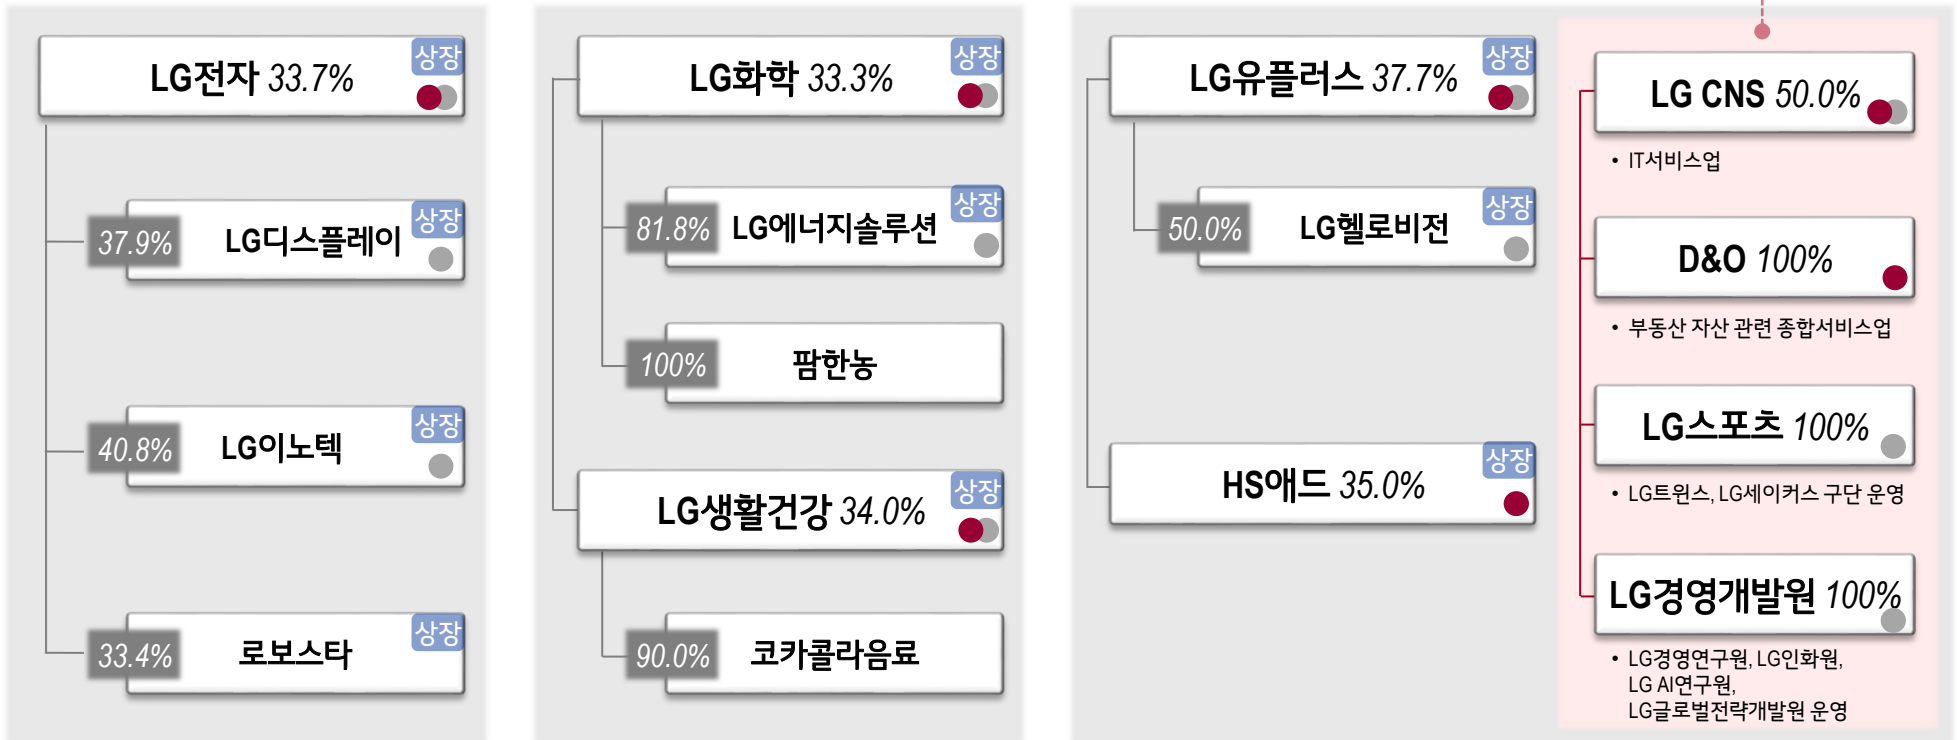 LG전자 33.7%
상장
37.9%
LG디스플레이
상장
40.8%
LG이노텍
상장
33.4%
로보스타
상장
LG화학 33.3%
상장
81.8%
LG에너지솔루션
상장
100%
팜한농
LG생활건강 34.0%
상장
90.0%
코카콜라음료
LG유플러스 37.7%
상장
50.0%
LG헬로비전
상장
HS애드 35.0%
상장
LG CNS 50.0%
• IT서비스업
D&O 100%
• 부동산 자산 관련 종합서비스업
LG스포츠 100%
• LG트윈스, LG세이커스 구단 운영
LG경영개발원 100%
• LG경영연구원, LG인화원,
LG AI연구원,
LG글로벌전략개발원 운영